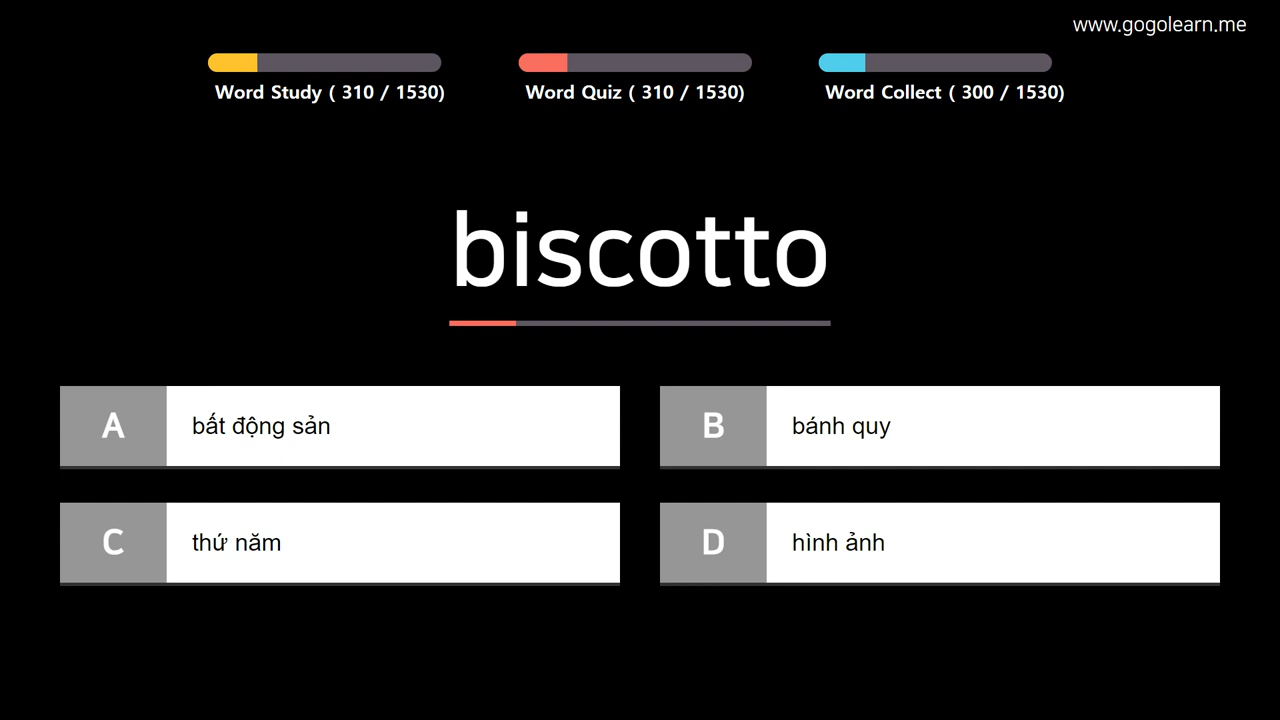 www.gogolearn.me
Word Study ( 310 / 1530)
Word Quiz ( 310 / 1530)
Word Collect ( 300 / 1530)
biscotto
A
bất động sản
B
bánh quy
C
thứ năm
D
hình ảnh